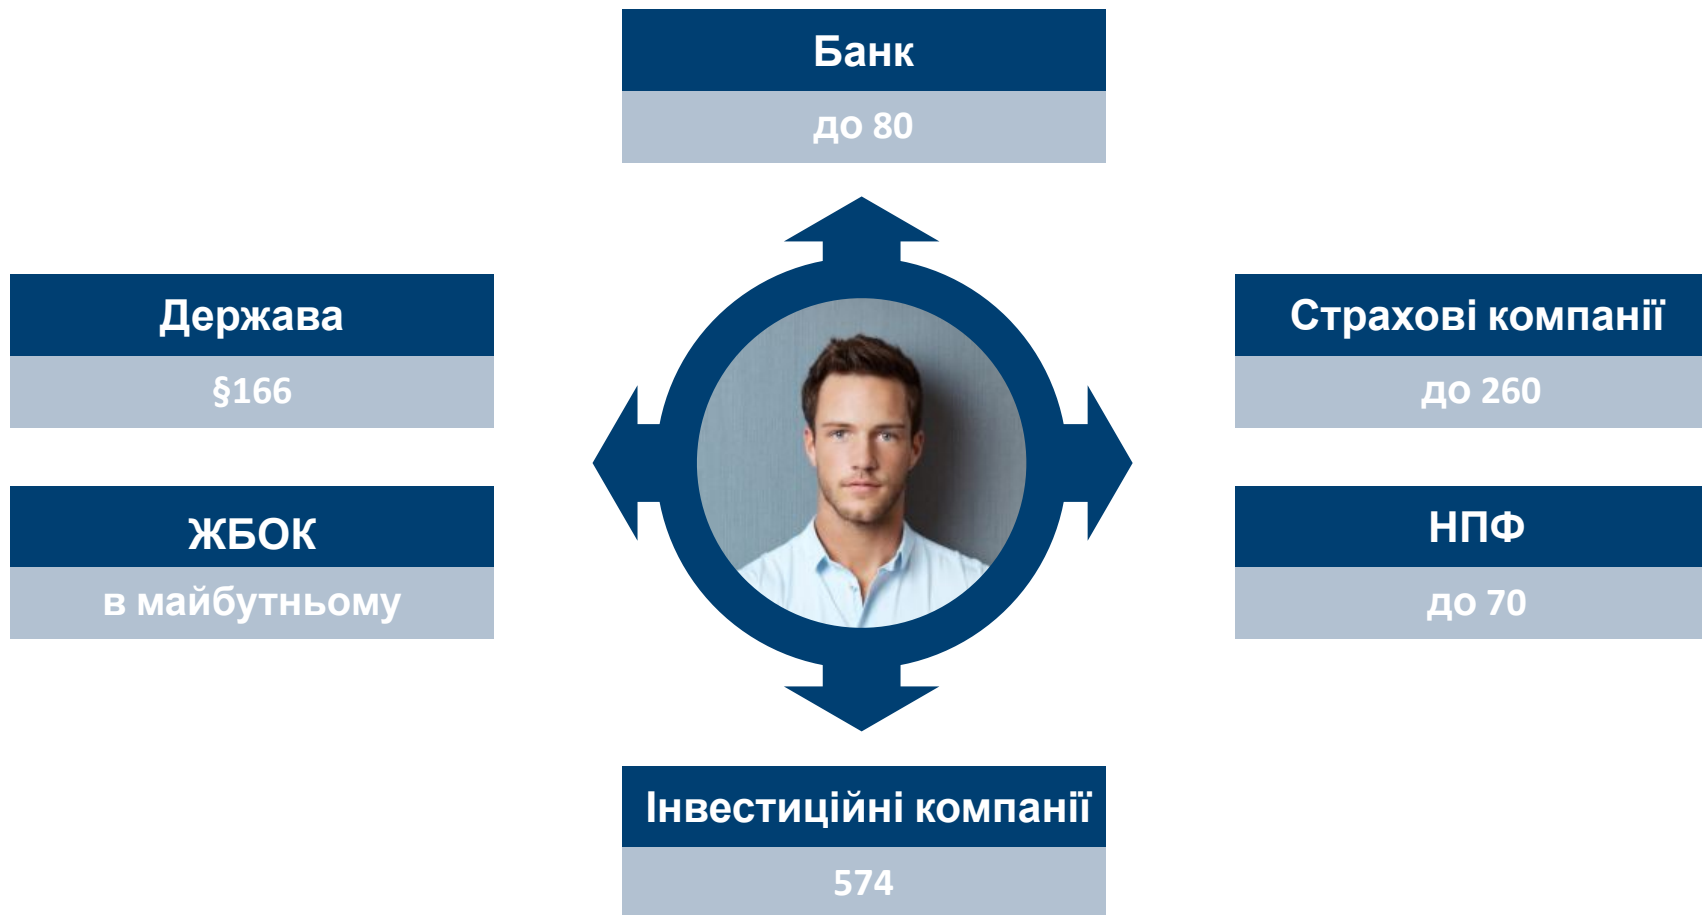 Банк
до 80
Держава
§166
Страхові компанії
до 260
ЖБОК
в майбутньому
НПФ
до 70
Інвестиційні компанії
574